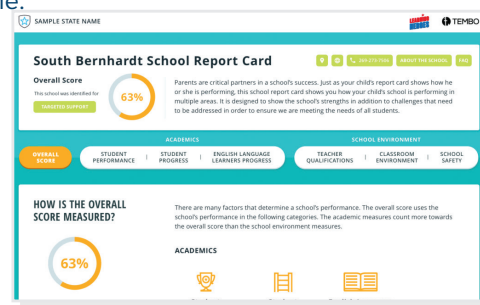 ne.
SAMPLE STATE NAME
LEADING HEROES
TEMBO
South Bernhardt School Report Card
ABOUT THE SCHOOL
FAQ
Overall Score
This school was identified for
TARGETED SUPPORT
63%
Parents are critical partners in a school's success. Just as your child's report card shows how he
or she is performing, this school report card shows you how your child's school is performing in
multiple areas. It is designed to show the school's strengths in addition to challenges that need
to be addressed in order to ensure we are meeting the needs of all students.
ACADEMICS
SCHOOL ENVIRONMENT
OVERALL
SCORE
STUDENT
PERFORMANCE
STUDENT
PROGRESS
ENGLISH LANGUAGE
LEARNERS PROGRESS
TEACHER
QUALIFICATIONS
CLASSROOM
ENVIRONMENT
SCHOOL
SAFETY
HOW IS THE OVERALL
SCORE MEASURED?
63%
There are many factors that determine a school's performance. The overall score uses the
school's performance in the following categories. The academic measures count more towards
the overall score than the school environment measures.
ACADEMICS